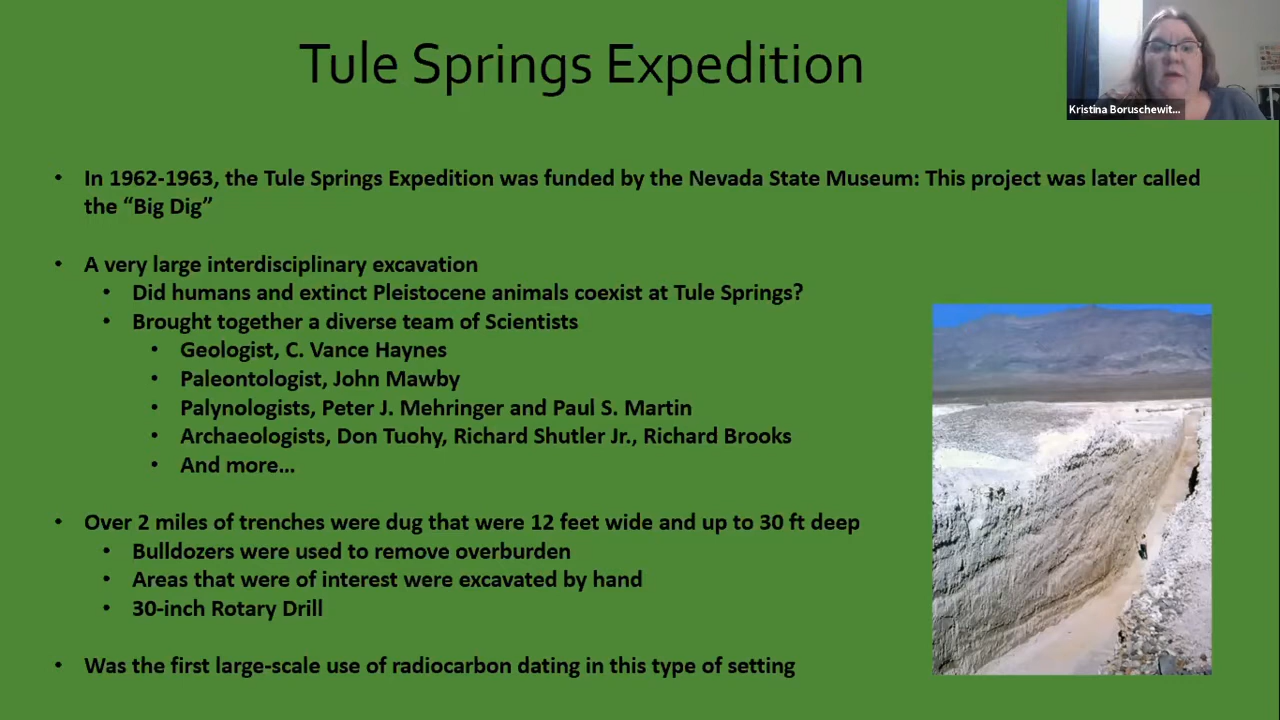 Tule Springs Expedition
Kristina Boruschewit...
• In 1962-1963, the Tule Springs Expedition was funded by the Nevada State Museum: This project was later called
the “Big Dig”
• A very large interdisciplinary excavation
• Did humans and extinct Pleistocene animals coexist at Tule Springs?
• Brought together a diverse team of Scientists
• Geologist, C. Vance Haynes
• Paleontologist, John Mawby
• Palynologists, Peter J. Mehringer and Paul S. Martin
• Archaeologists, Don Tuohy, Richard Shutler Jr., Richard Brooks
• And more...
• Over 2 miles of trenches were dug that were 12 feet wide and up to 30 ft deep
• Bulldozers were used to remove overburden
• Areas that were of interest were excavated by hand
• 30-inch Rotary Drill
• Was the first large-scale use of radiocarbon dating in this type of setting